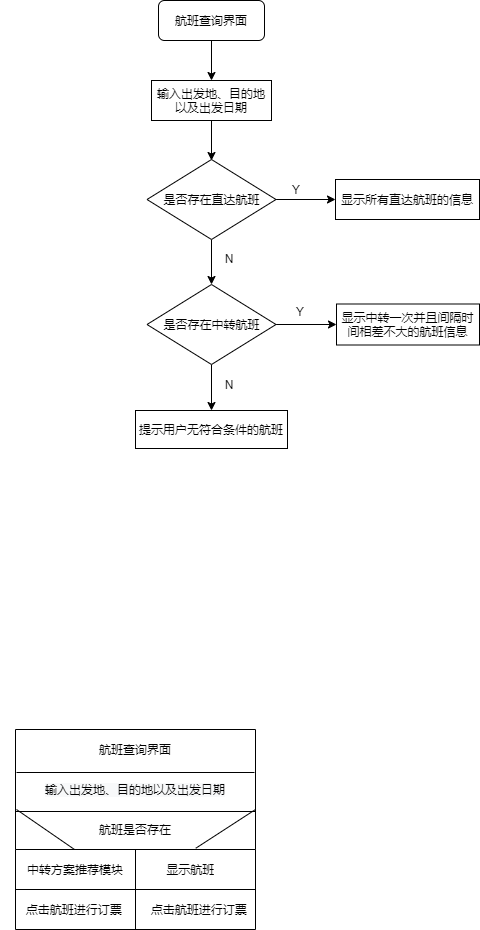 航班查询界面
输入出发地、目的地
以及出发日期
是否存在直达航班
Y
显示所有直达航班的信息
N
是否存在中转航班
Y
显示中转一次并且间隔时
间相差不大的航班信息
N
提示用户无符合条件的航班
航班查询界面
输入出发地、目的地以及出发日期
航班是否存在
中转方案推荐模块
显示航班
点击航班进行订票
点击航班进行订票